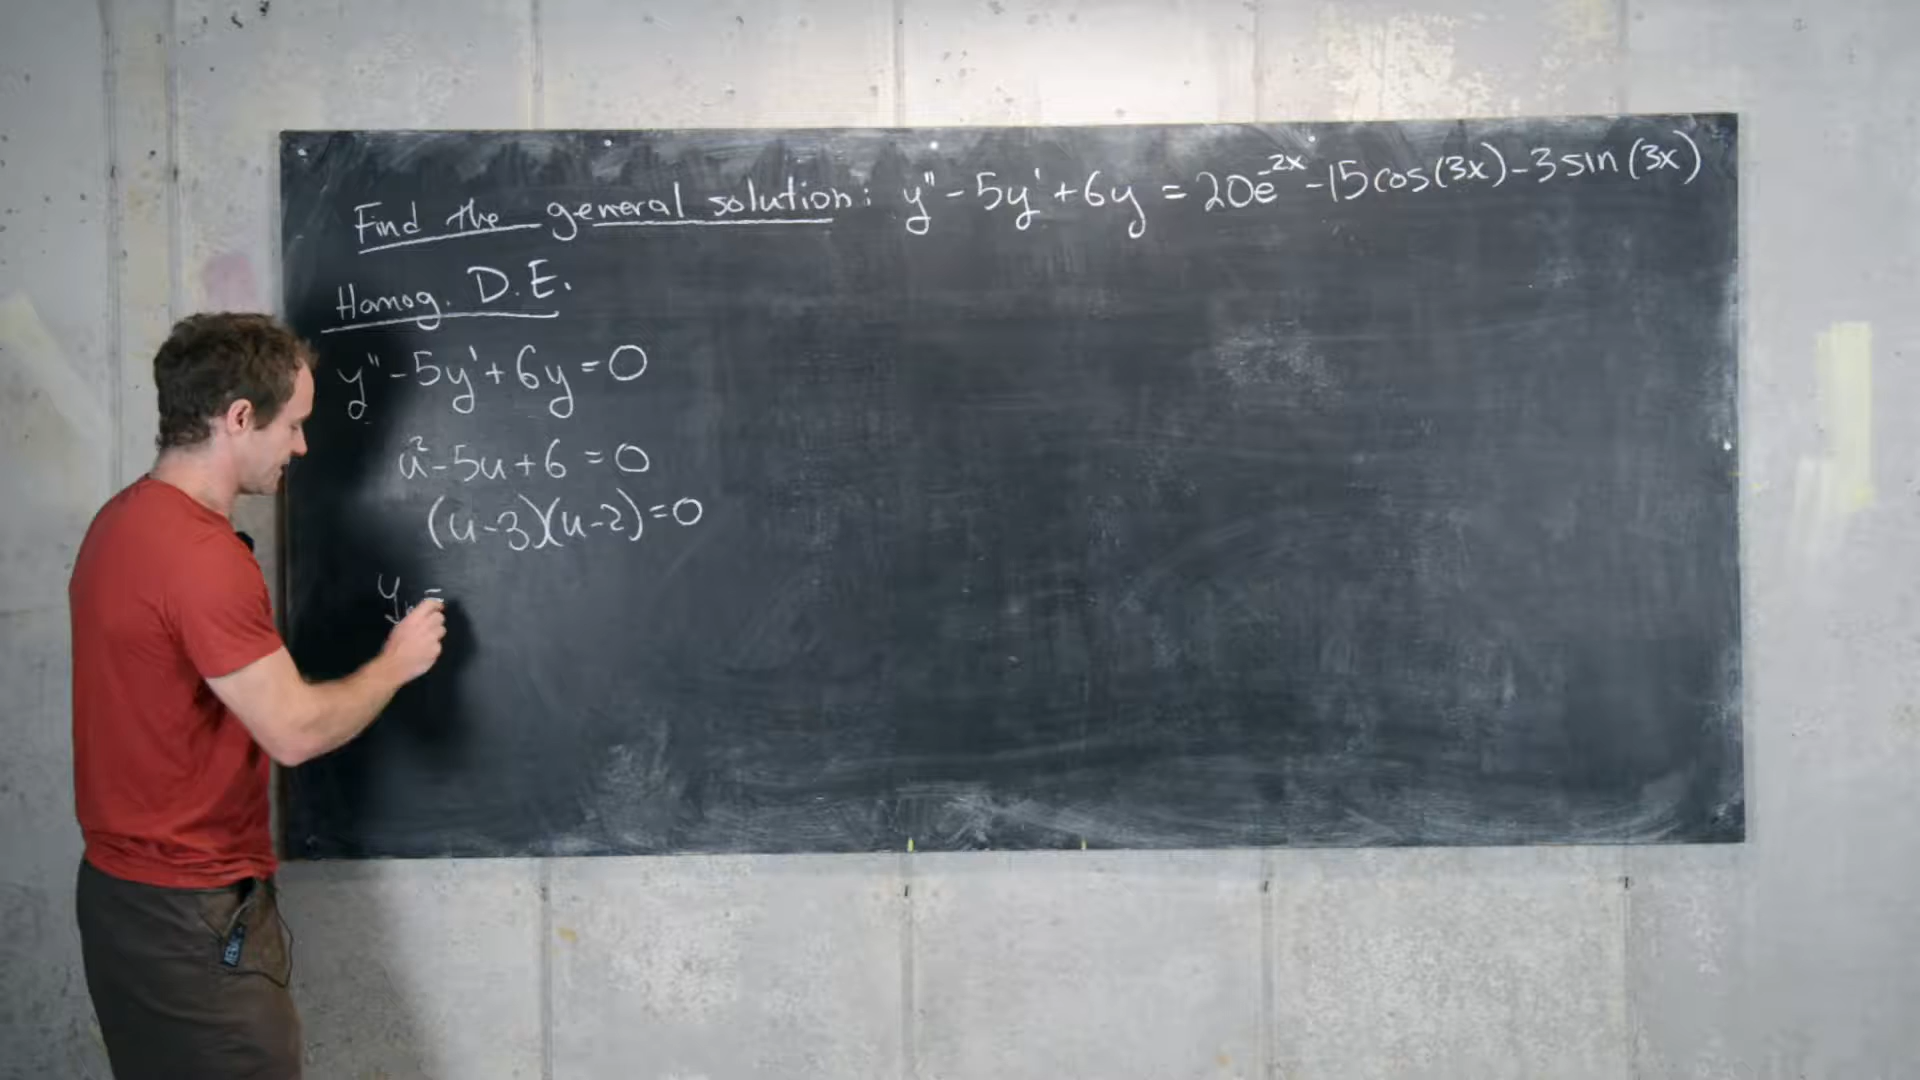 Find the general solution: y'' - 5y' + 6y = 20e^{-2x} - 15cos(3x) - 3sin(3x)
Homog. D.E.
y'' - 5y' + 6y = 0
u² - 5u + 6 = 0
(u - 3)(u - 2) = 0
y_h =